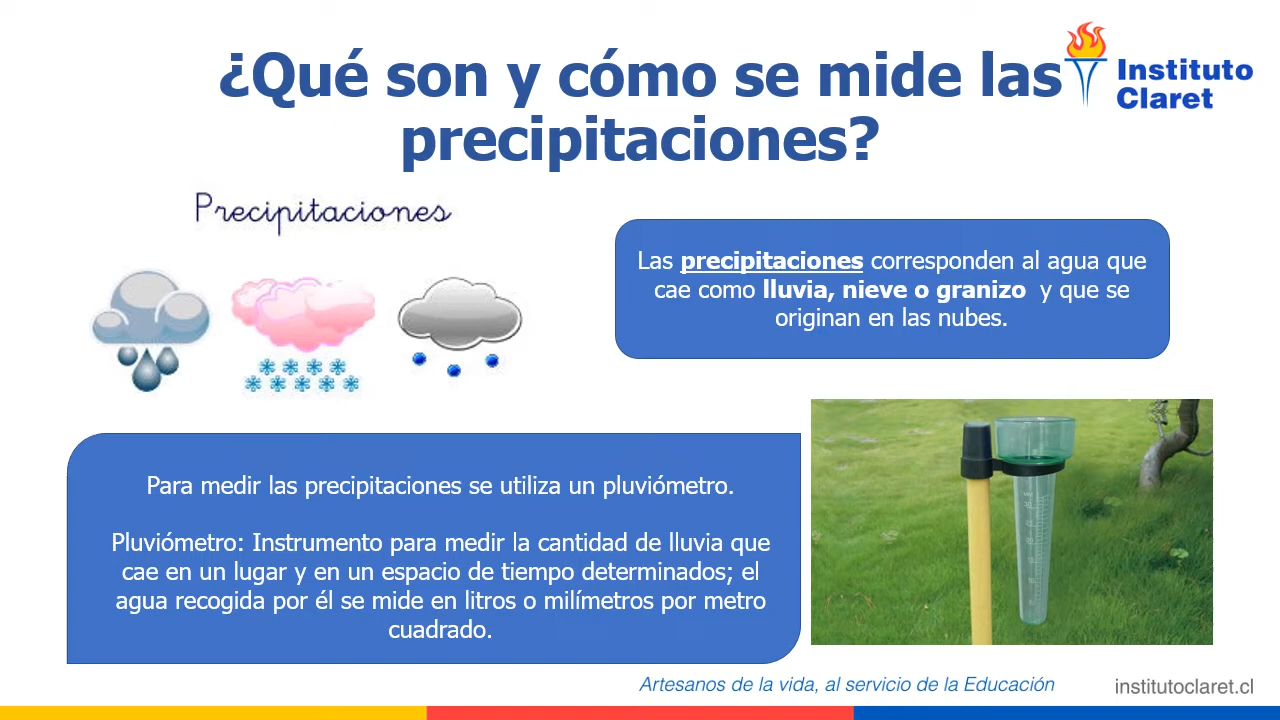 ¿Qué son y cómo se mide las
precipitaciones?
Instituto
Claret
Precipitaciones
Las precipitaciones corresponden al agua que
cae como lluvia, nieve o granizo y que se
originan en las nubes.
Para medir las precipitaciones se utiliza un pluviómetro.
Pluviómetro: Instrumento para medir la cantidad de lluvia que
cae en un lugar y en un espacio de tiempo determinados; el
agua recogida por él se mide en litros o milímetros por metro
cuadrado.
Artesanos de la vida, al servicio de la Educación
institutoclaret.cl